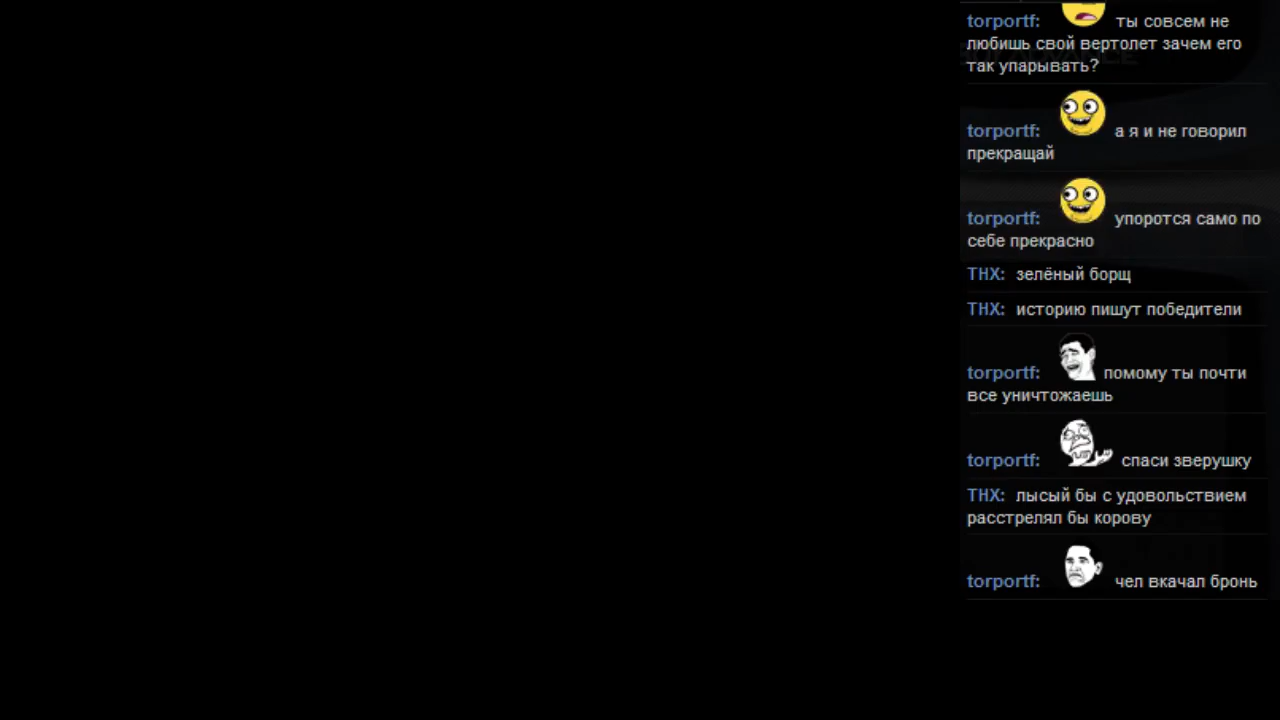 torportf: ты совсем не
любишь свой вертолет зачем его
так упарывать?
torportf: а я и не говорил
прекращай
torportf: упоротся само по
себе прекрасно
THX: зелёный борщ
THX: историю пишут победители
torportf: помому ты почти
все уничтожаешь
torportf: спаси зверушку
THX: лысый бы с удовольствием
расстрелял бы корову
torportf: чел вкачал бронь